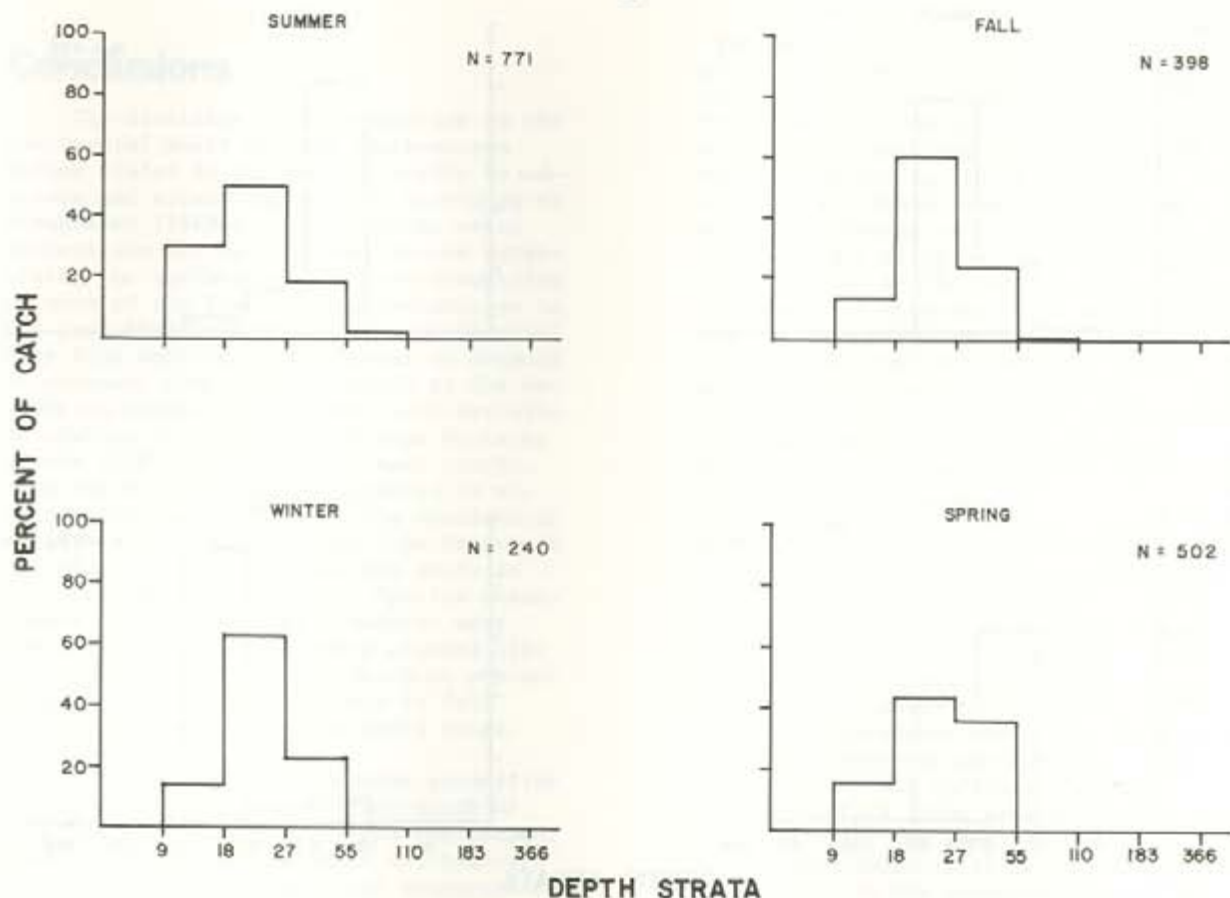 SUMMER
N = 771
100
80
60
40
20
FALL
N = 398
PERCENT OF CATCH
WINTER
N = 240
100
80
60
40
20
9 18 27 55 110 183 366
SPRING
N = 502
9 18 27 55 110 183 366
DEPTH STRATA